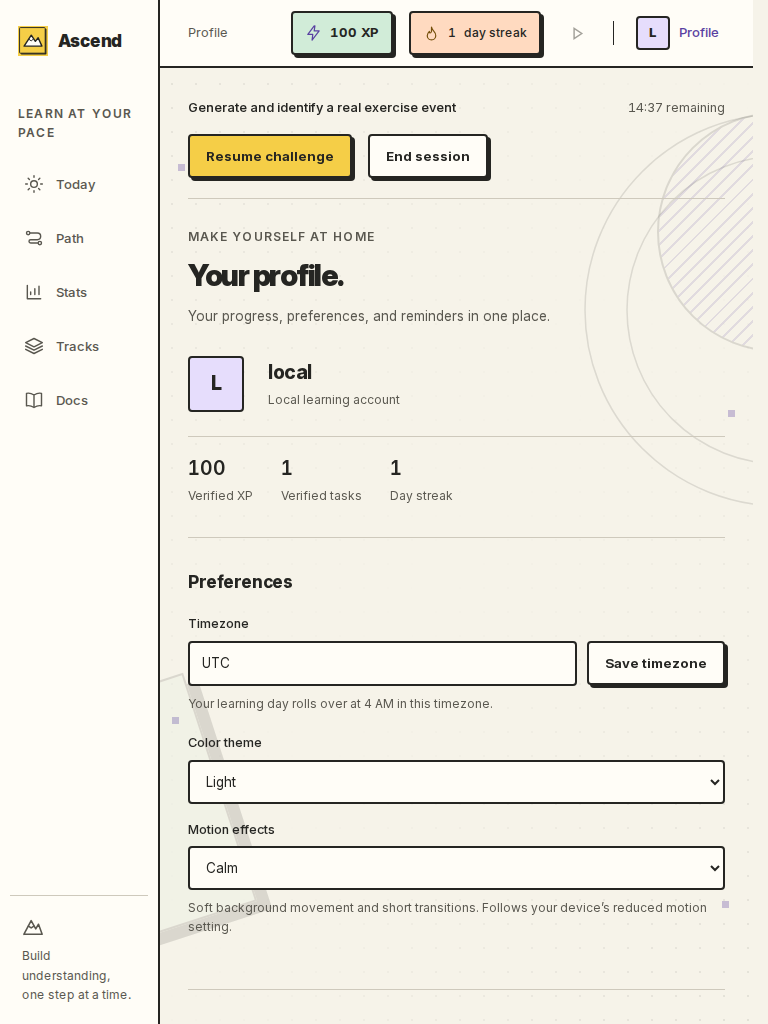 Ascend
LEARN AT YOUR
PACE
Today
Path
Stats
Tracks
Docs
Build
understanding,
one step at a time.
Profile
100 XP
1 day streak
L
Profile
Generate and identify a real exercise event
14:37 remaining
Resume challenge
End session
MAKE YOURSELF AT HOME
Your profile.
Your progress, preferences, and reminders in one place.
L
local
Local learning account
100
Verified XP
1
Verified tasks
1
Day streak
Preferences
Timezone
UTC
Save timezone
Your learning day rolls over at 4 AM in this timezone.
Color theme
Light
Motion effects
Calm
Soft background movement and short transitions. Follows your device’s reduced motion
setting.